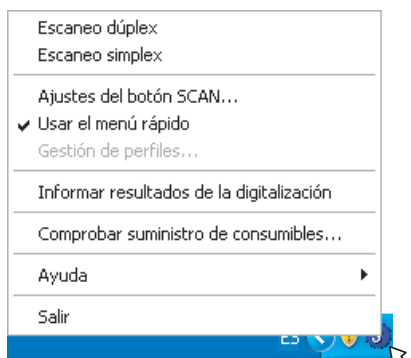 Escaneo dúplex
Escaneo simplex
Ajustes del botón SCAN...
Usar el menú rápido
Gestión de perfiles...
Informar resultados de la digitalización
Comprobar suministro de consumibles...
Ayuda
Salir
ES